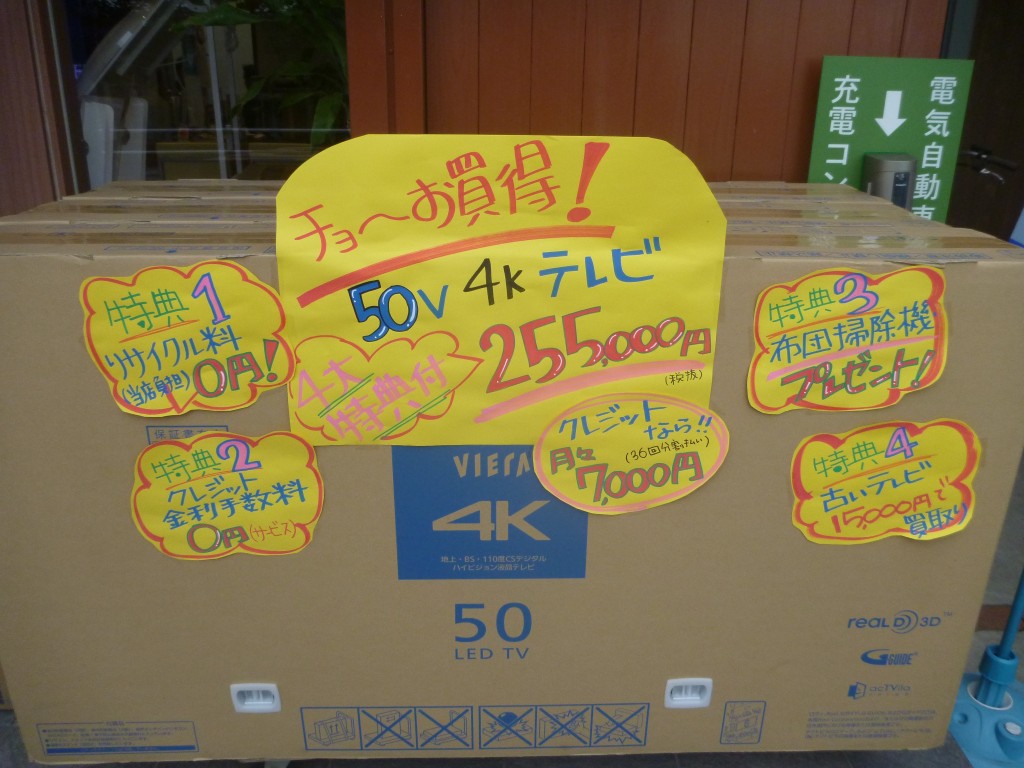 チョ〜お買得!
50V 4kテレビ
255,000円
(税抜)
4大
特典付
クレジット
なら!!
(36回分割払い)
月々
7,000円
特典1
リサイクル料
(当店負担)0円!
特典2
クレジット
金利手数料
0円(サービス)
特典3
布団掃除機
プレゼント!
特典4
古いテレビ
15,000円で
買取り
電気自動車
充電コン
VIERA
4K
地上・BS・110度CSデジタル
ハイビジョン液晶テレビ
50
LED TV
REAL D 3D™
G GUIDE®
acTVila